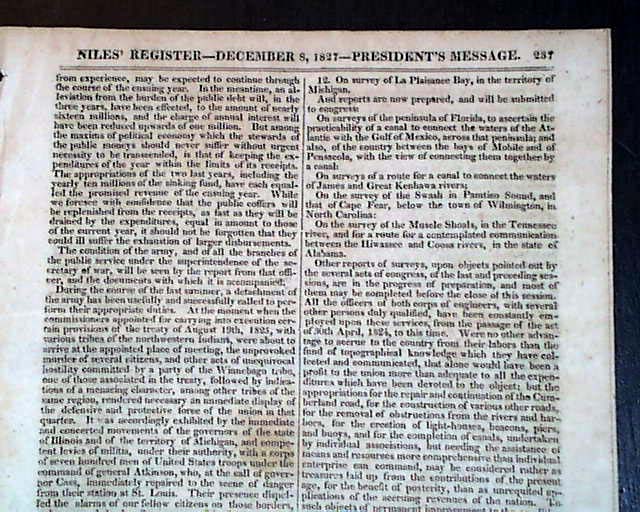 NILES' REGISTER—DECEMBER 8, 1827—PRESIDENT'S MESSAGE. 237
from experience, may be expected to continue through
the course of the ensuing year. In the meantime, an al-
leviation from the burden of the public debt will, in the
three years, have been effected, to the amount of nearly
sixteen millions, and the charge of annual interest will
have been reduced upwards of one million. But among
the maxims of political economy which the stewards of
the public moneys should never suffer without urgent
necessity to be transcended, is that of keeping the ex-
penditures of the year within the limits of its receipts.
The appropriations of the two last years, including the
yearly ten millions of the sinking fund, have each equal-
led the promised revenue of the ensuing year. While
we foresee with confidence that the public coffers will
be replenished from the receipts, as fast as they will be
drained by the expenditures, equal in amount to those
of the current year, it should not be forgotten that they
could ill suffer the exhaustion of larger disbursements.
The condition of the army, and of all the branches of
the public service under the superintendence of the se-
cretary of war, will be seen by the report from that offi-
cer, and the documents with which it is accompanied.
During the course of the last summer, a detachment of
the army has been usefully and successfully called to per-
form their appropriate duties. At the moment when the
commissioners appointed for carrying into execution cer-
tain provisions of the treaty of August 19th, 1825, with
various tribes of the northwestern Indians, were about to
arrive at the appointed place of meeting, the unprovoked
murder of several citizens, and other acts of unequivocal
hostility committed by a party of the Winnebago tribe,
one of those associated in the treaty, followed by indica-
tions of a menacing character, among other tribes of the
same region, rendered necessary an immediate display of
the defensive and protective force of the union in that
quarter. It was accordingly exhibited by the immediate
and concerted movements of the governors of the state
of Illinois and of the territory of Michigan, and compe-
tent levies of militia, under their authority, with a corps
of seven hundred men of United States troops under the
command of general Atkinson, who, at the call of gover-
nor Cass, immediately repaired to the scene of danger
from their station at St. Louis. Their presence dispel-
led the alarms of our fellow citizens on those borders,
12. On survey of La Plaisance Bay, in the territory of
Michigan.
And reports are now prepared, and will be submitted
to congress:
On surveys of the peninsula of Florida, to ascertain the
practicability of a canal to connect the waters of the At-
lantic with the Gulf of Mexico, across that peninsula; and
also, of the country between the bays of Mobile and of
Pensacola, with the view of connecting them together by
a canal:
On surveys of a route for a canal to connect the waters
of James and Great Kenhawa rivers;
On the survey of the Swash in Pamtico Sound, and
that of Cape Fear, below the town of Wilmington, in
North Carolina:
On the survey of the Muscle Shoals, in the Tennessee
river, and for a route for a contemplated communication
between the Hiwassee and Coosa rivers, in the state of
Alabama.
Other reports of surveys, upon objects pointed out by
the several acts of congress, of the last and preceding ses-
sions, are in the progress of preparation, and most of
them may be completed before the close of this session.
All the officers of both corps of engineers, with several
other persons duly qualified, have been constantly em-
ployed upon these services, from the passage of the act
of 30th April, 1824, to this time. Were no other advan-
tage to accrue to the country from their labors than the
fund of topographical knowledge which they have col-
lected and communicated, that alone would have been a
profit to the union more than adequate to all the expen-
ditures which have been devoted to the object; but the
appropriations for the repair and continuation of the Cum-
berland road, for the construction of various other roads,
for the removal of obstructions from the rivers and har-
bors, for the erection of light-houses, beacons, piers,
and buoys, and for the completion of canals, undertaken
by individual associations, but needing the assistance of
means and resources more comprehensive than individual
enterprise can command, may be considered rather as
treasures laid up from the contributions of the present
age, for the benefit of posterity, than as unrequited ap-
plications of the accruing revenues of the nation. To
such objects of permanent improvement